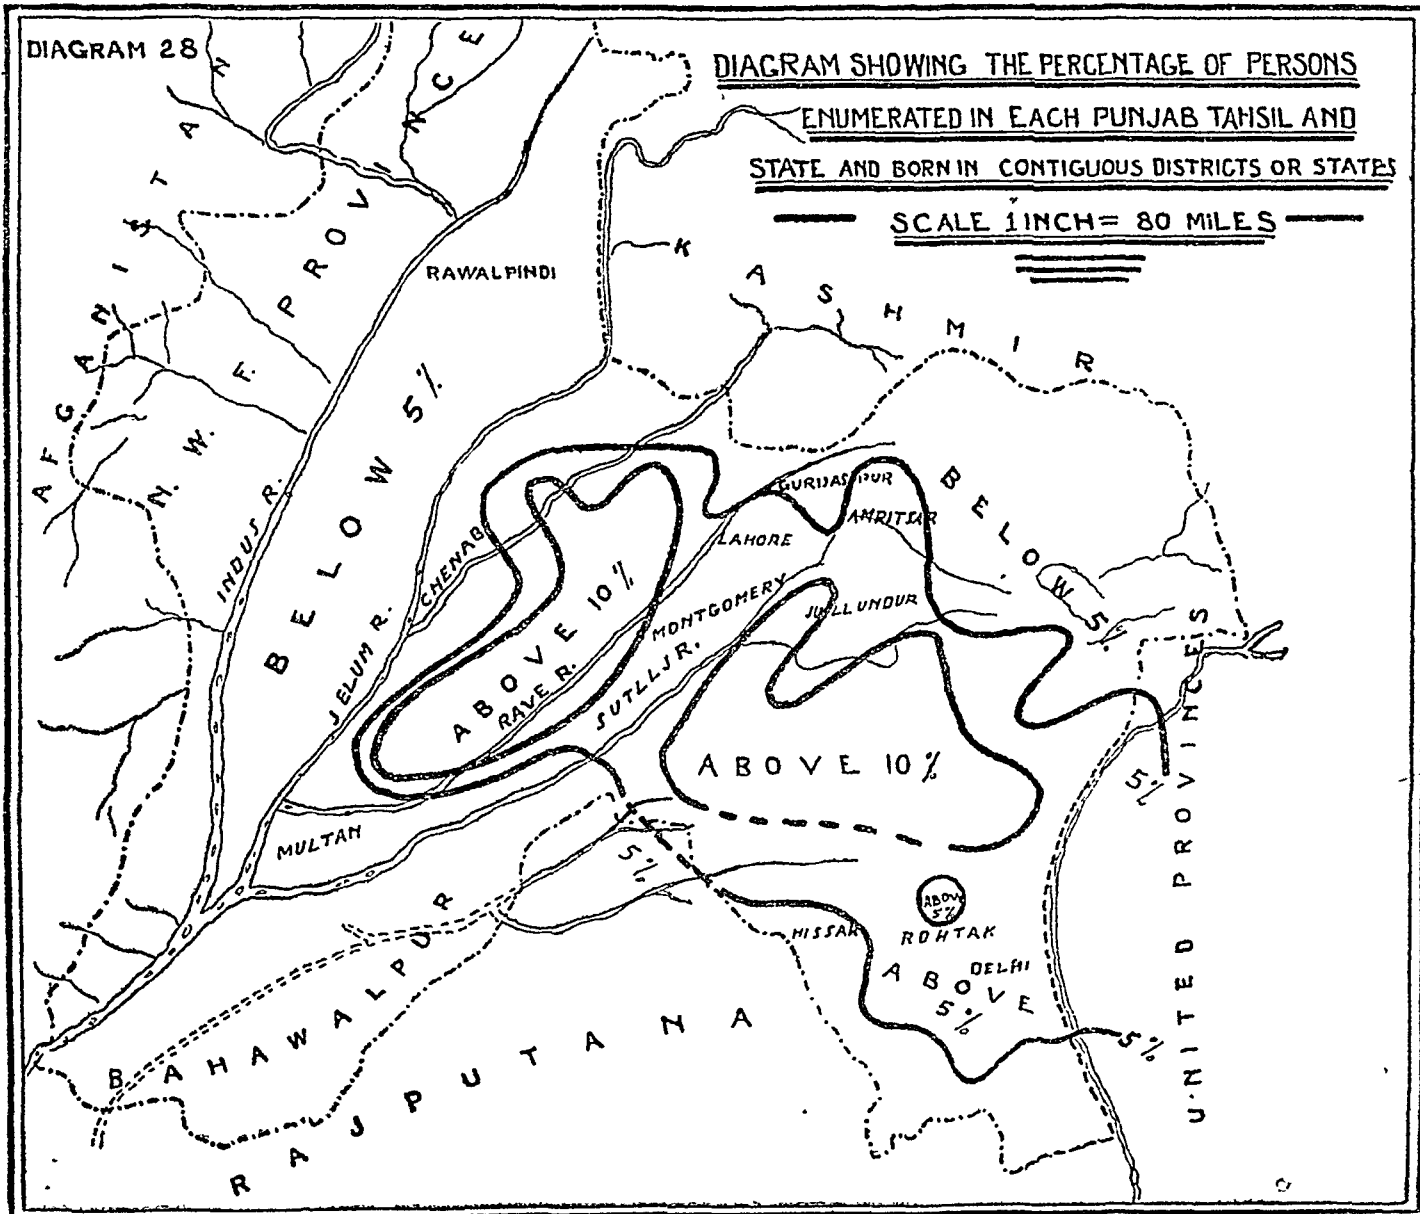 DIAGRAM 28
DIAGRAM SHOWING THE PERCENTAGE OF PERSONS
ENUMERATED IN EACH PUNJAB TAHSIL AND
STATE AND BORN IN CONTIGUOUS DISTRICTS OR STATES
SCALE 1 INCH = 80 MILES
AFGANISTAN
N. W. F. PROVINCE
KASHMIR
RAWALPINDI
BELOW 5%
INDUS R.
CHENAB
JELUM R.
GURDASPUR
AMRITSAR
LAHORE
BELOW 5
MONTGOMERY
JULLUNDUR
ABOVE 10%
RAVE R.
SUTLLJ R.
ABOVE 10%
5%
UNITED PROVINCES
MULTAN
5%
ABOV
5%
HISSAR
ROHTAK
DELHI
ABOVE
5%
5%
BAHAWALPUR
RAJPUTANA